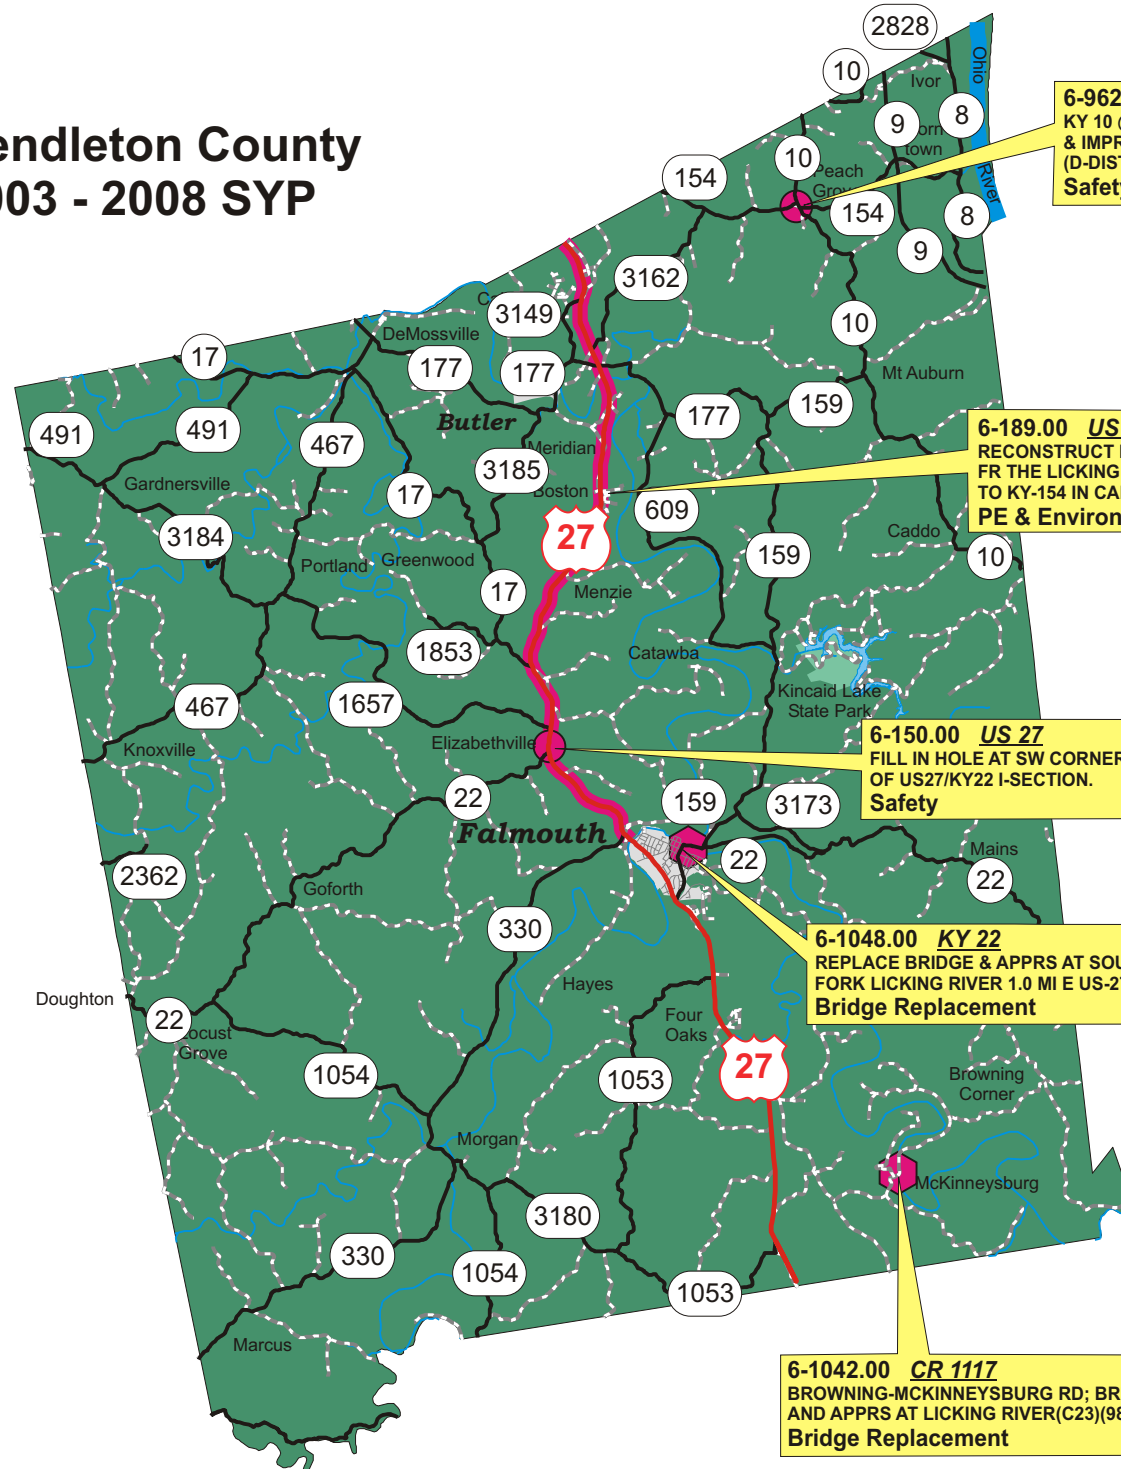 endleton County
003 - 2008 SYP
2828
10
Ivor
Ohio
River
9
8
town
10
Peach
154
154
8
9
3162
10
3149
DeMossville
17
177
177
Mt Auburn
Butler
177
159
491
491
467
Meridian
3185
Boston
17
Gardnersville
609
27
3184
Portland
Greenwood
159
Caddo
10
17
Menzie
1853
Catawba
Kincaid Lake
State Park
467
1657
Knoxville
Elizabethville
22
159
3173
Falmouth
22
Mains
22
2362
Goforth
330
Hayes
Doughton
22
Grove
Four
Oaks
27
1054
1053
Browning
Corner
Morgan
McKinneysburg
3180
330
1054
1053
Marcus
6-962
KY 10
& IMPR
(D-DIST
Safety
6-189.00 US
RECONSTRUCT
FR THE LICKING
TO KY-154 IN CA
PE & Environ
6-150.00 US 27
FILL IN HOLE AT SW CORNER
OF US27/KY22 I-SECTION.
Safety
6-1048.00 KY 22
REPLACE BRIDGE & APPRS AT SOU
FORK LICKING RIVER 1.0 MI E US-27
Bridge Replacement
6-1042.00 CR 1117
BROWNING-MCKINNEYSBURG RD; BR
AND APPRS AT LICKING RIVER(C23)(98
Bridge Replacement